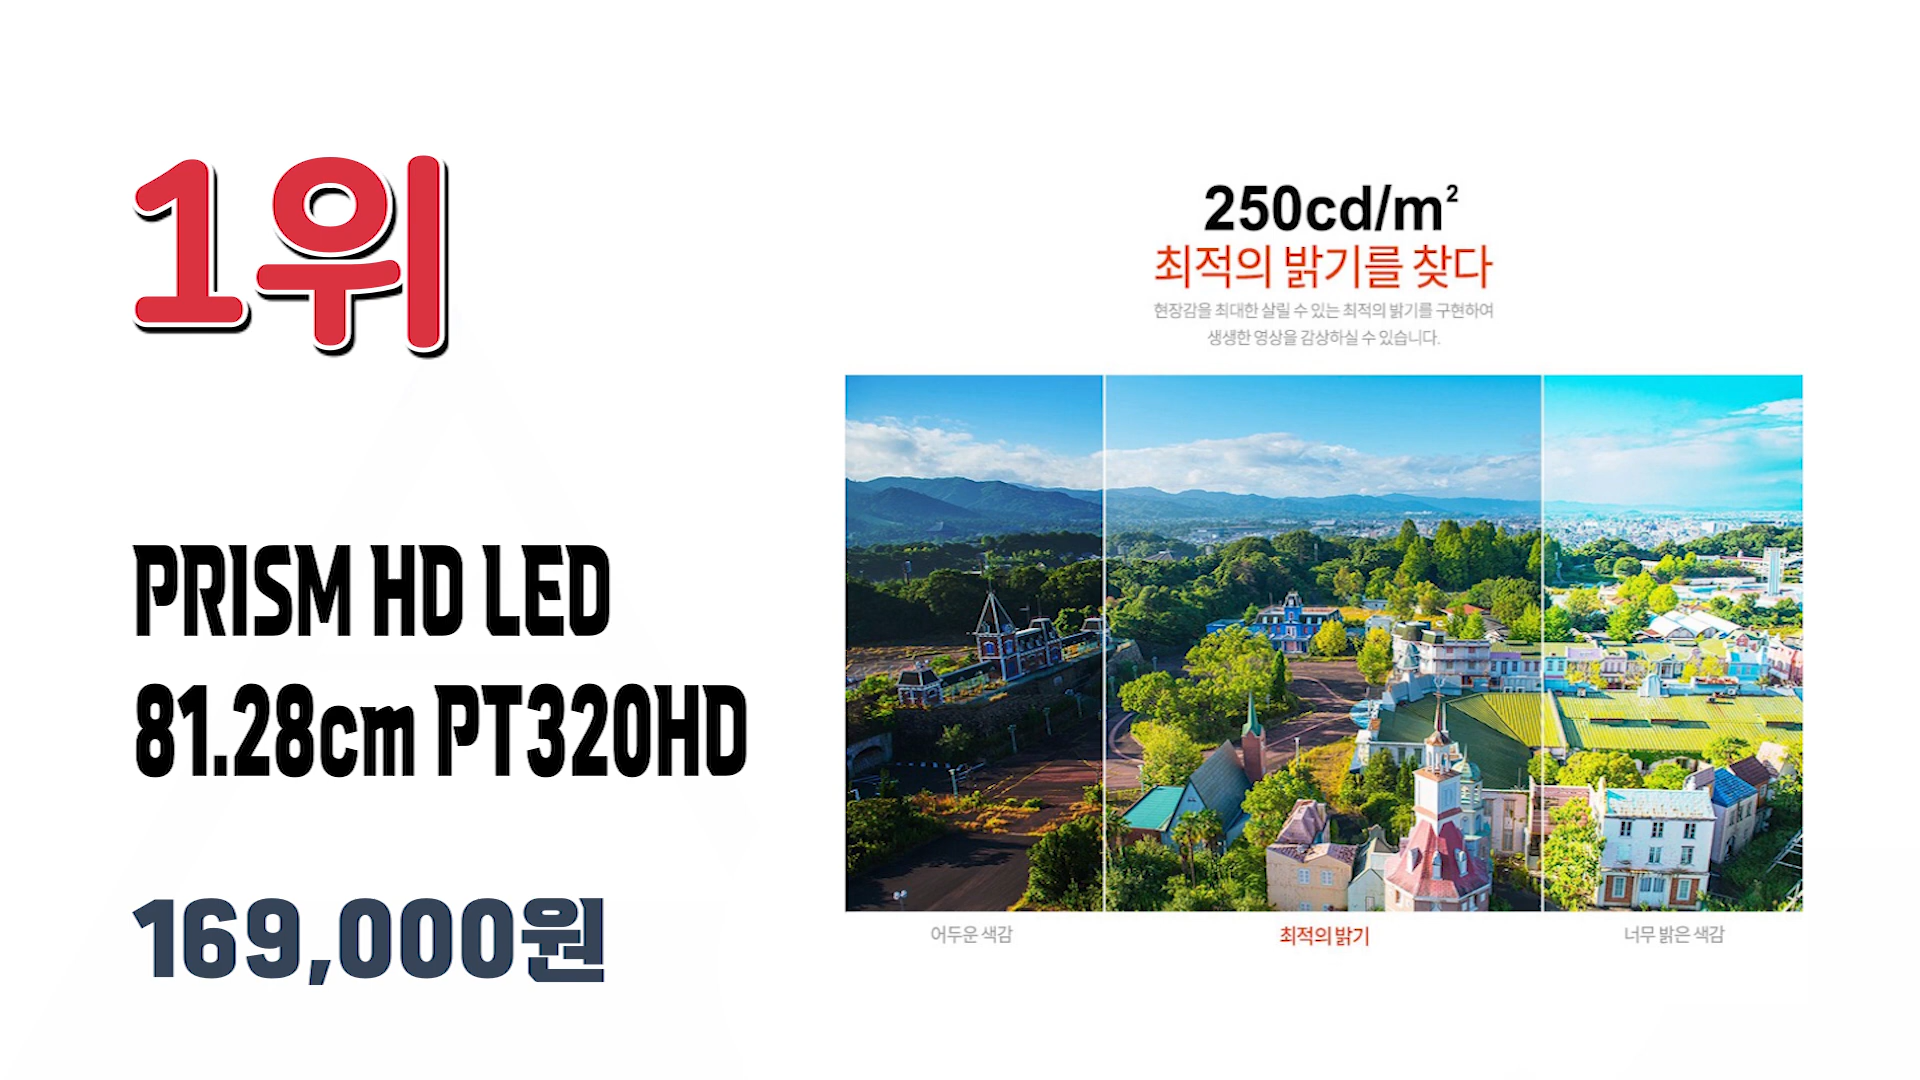 1위
PRISM HD LED
81.28cm PT320HD
169,000원
250cd/m²
최적의 밝기를 찾다
현장감을 최대한 살릴 수 있는 최적의 밝기를 구현하여
생생한 영상을 감상하실 수 있습니다.
어두운 색감
최적의 밝기
너무 밝은 색감